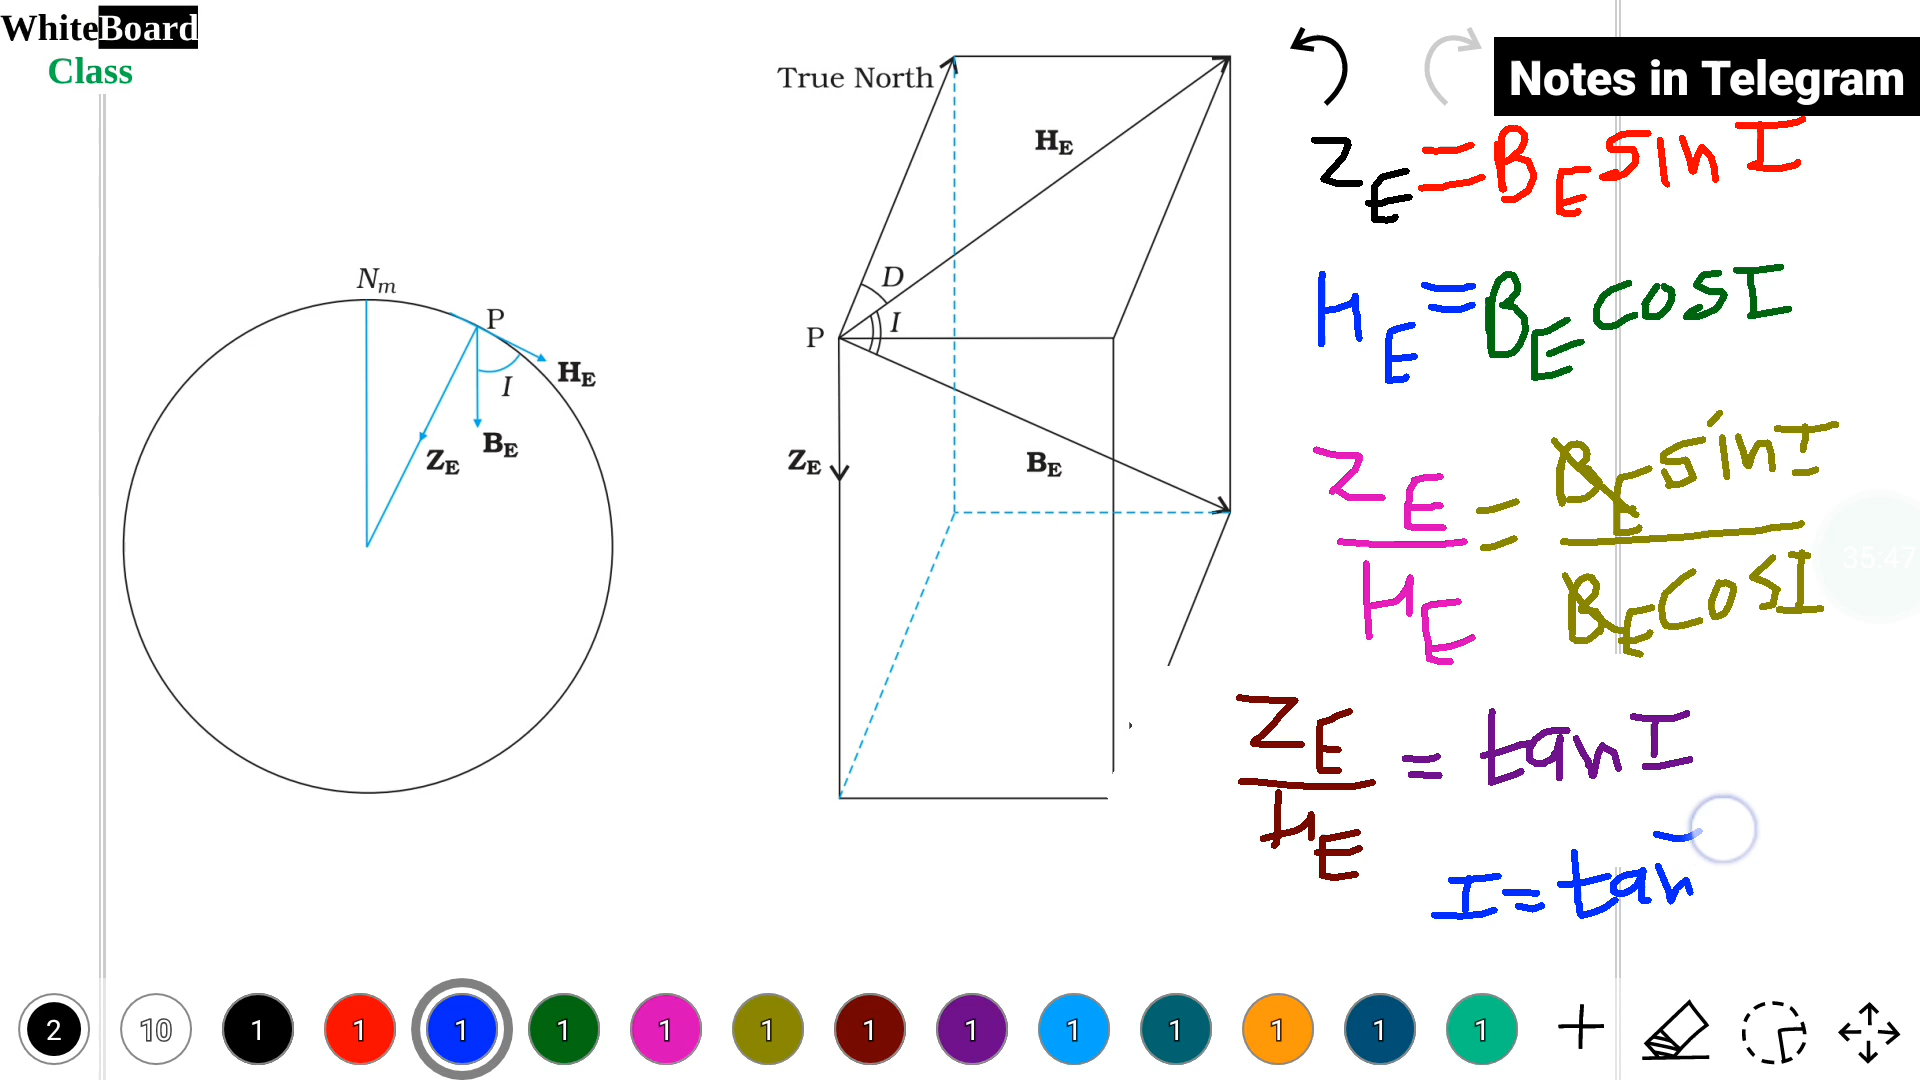 WhiteBoard
Class
Notes in Telegram
True North
H_E
D
I
P
Z_E
B_E
N_m
P
H_E
I
B_E
Z_E
Z_E = B_E sin I
H_E = B_E cos I
Z_E / H_E = B_E sin I / B_E cos I
35:47
Z_E / H_E = tan I
I = tan⁻
2 10 1 1 1 1 1 1 1 1 1 1 1 1 1